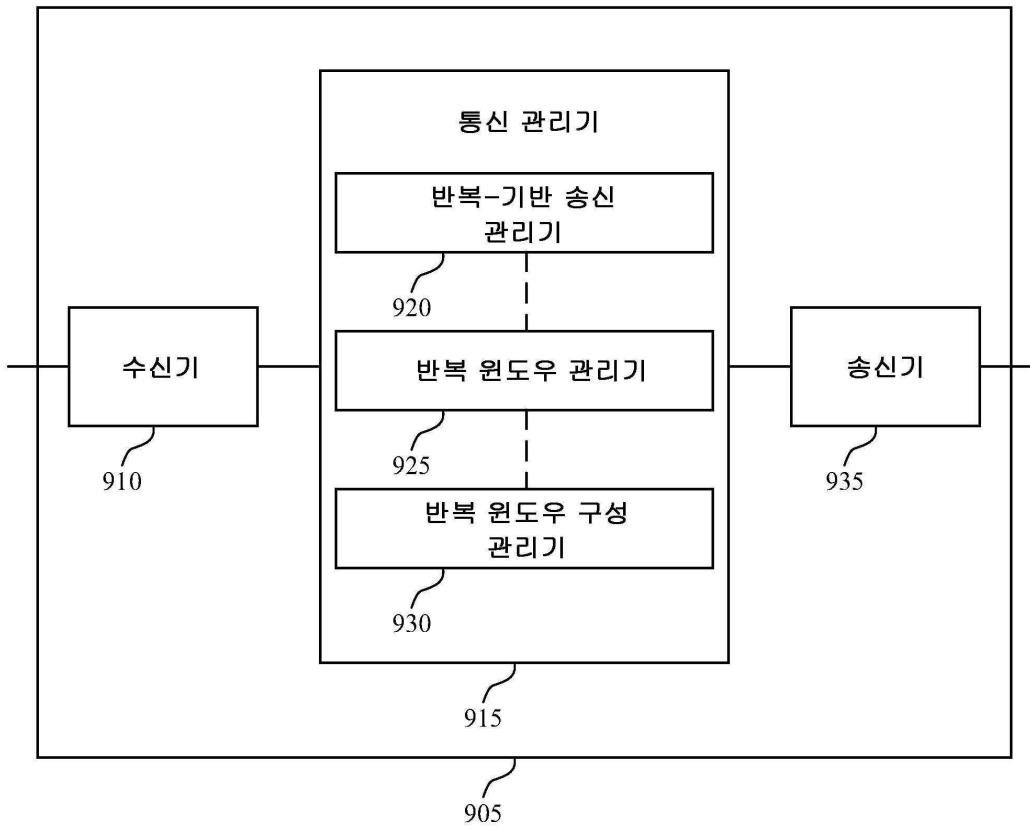 통신 관리기
반복-기반 송신
관리기
920
수신기
910
반복 윈도우 관리기
925
송신기
935
반복 윈도우 구성
관리기
930
915
905